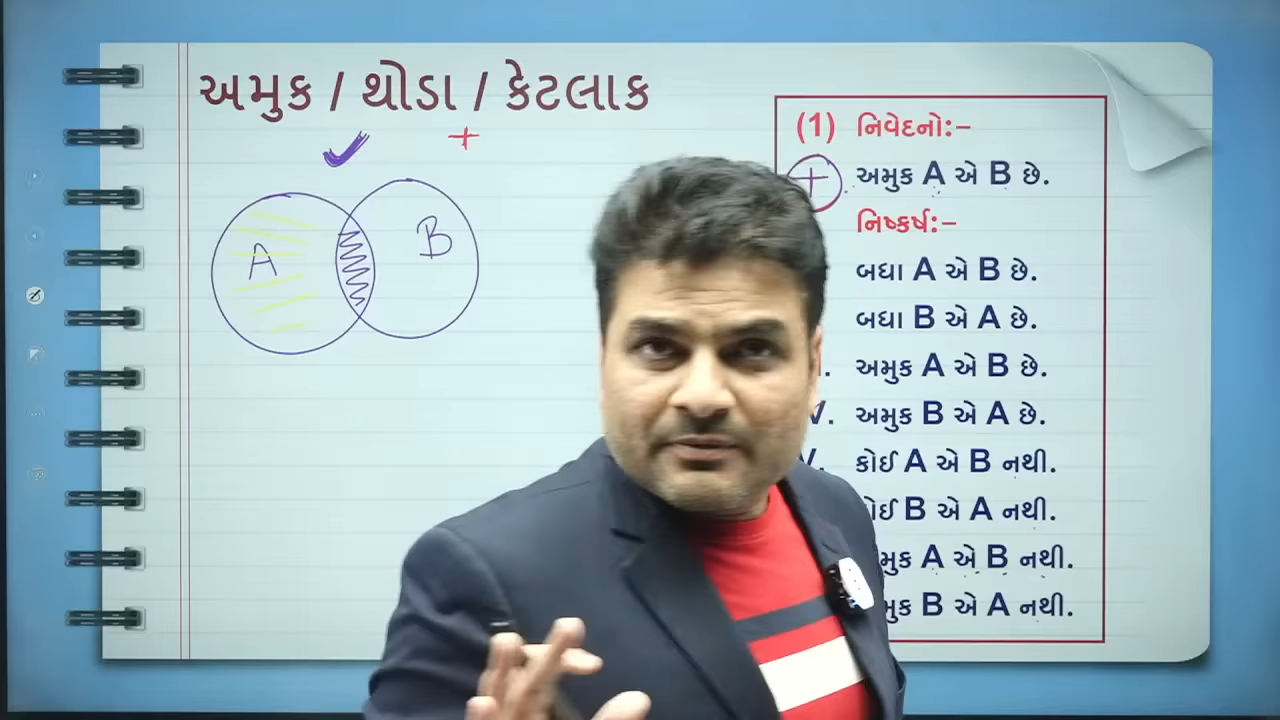 અમુક / થોડા / કેટલાક
A
B
(1) નિવેદનો:–
અમુક A એ B છે.
નિષ્કર્ષ:–
બધા A એ B છે.
બધા B એ A છે.
અમુક A એ B છે.
અમુક B એ A છે.
V. કોઈ A એ B નથી.
B એ A નથી.
A એ B નથી.
B એ A નથી.